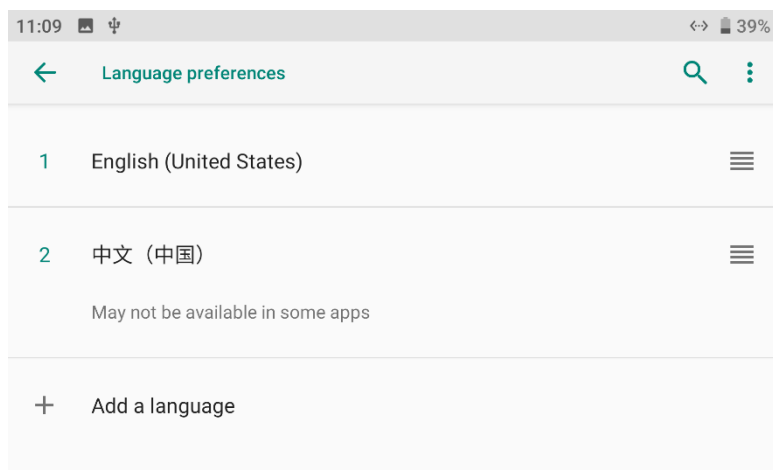 11:09 39%
Language preferences
1 English (United States)
2 中文（中国）
May not be available in some apps
Add a language